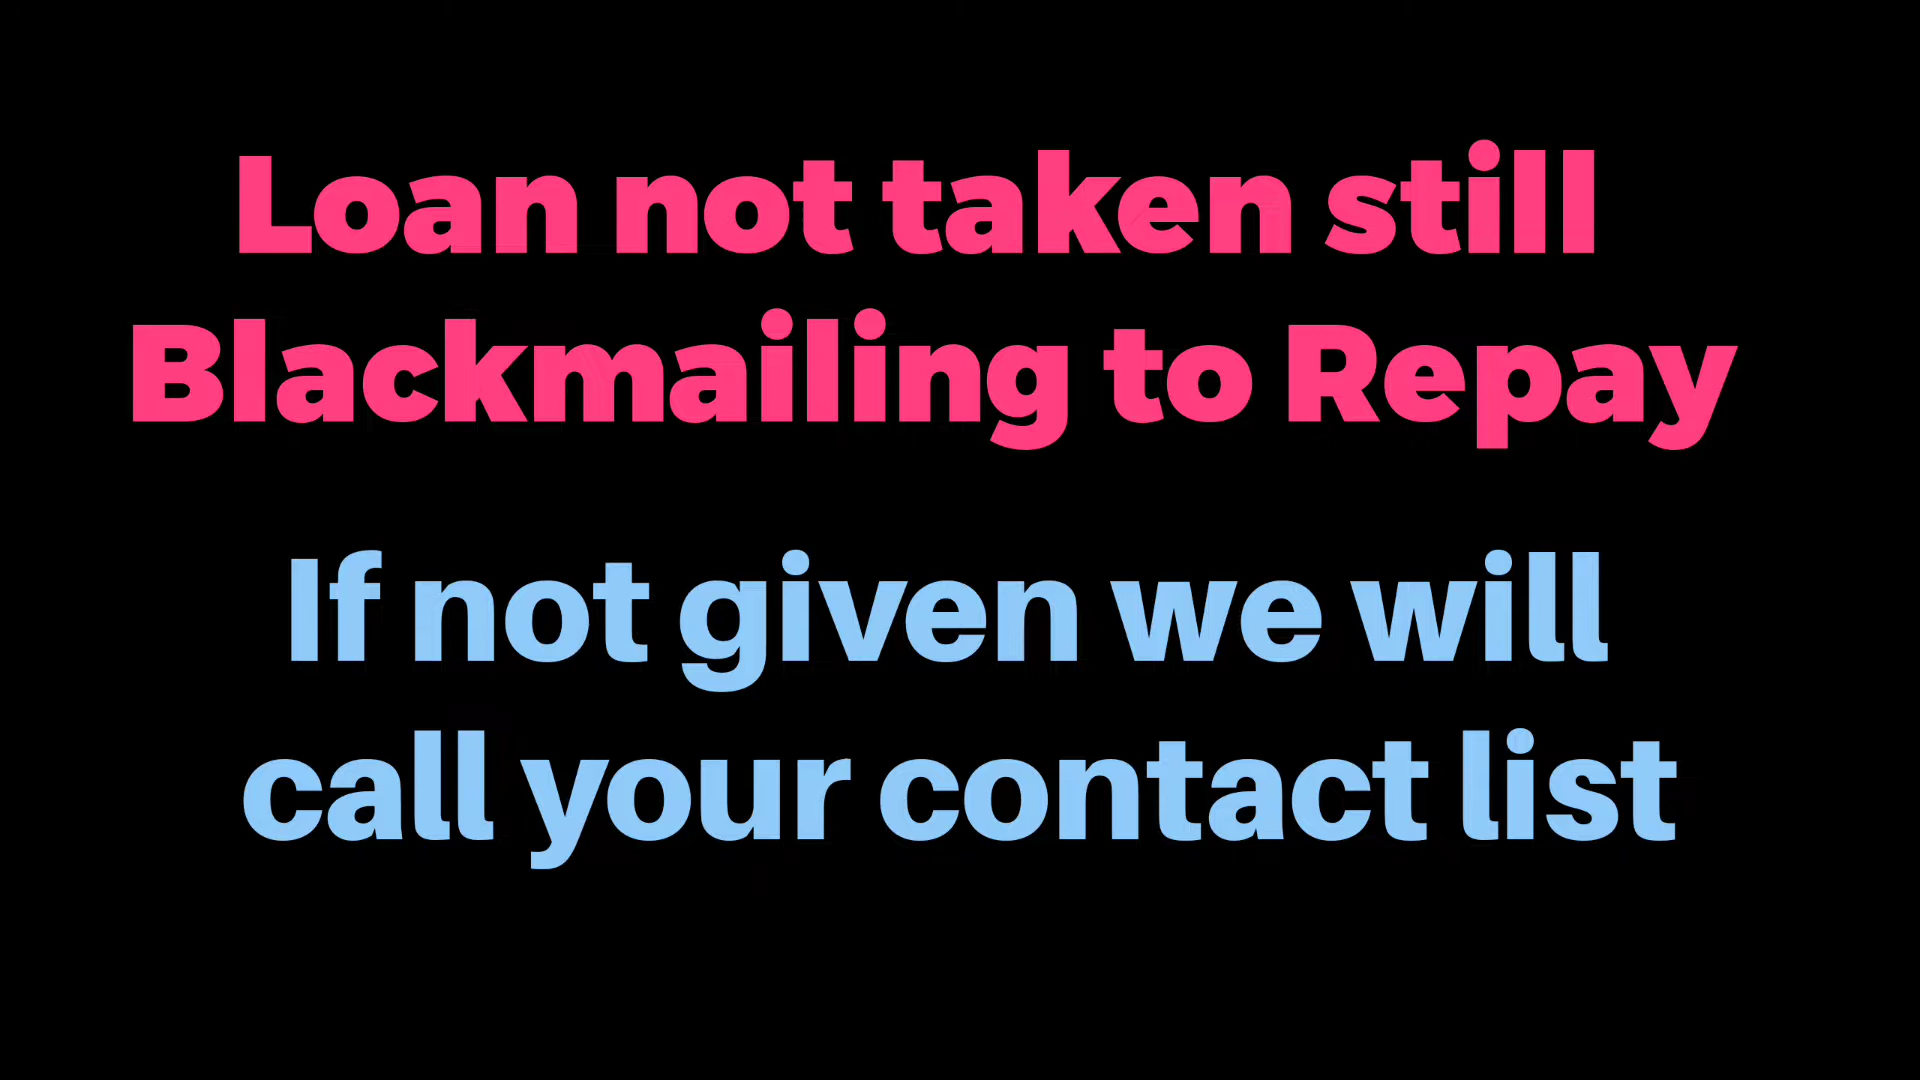 Loan not taken still
Blackmailing to Repay
If not given we will
call your contact list